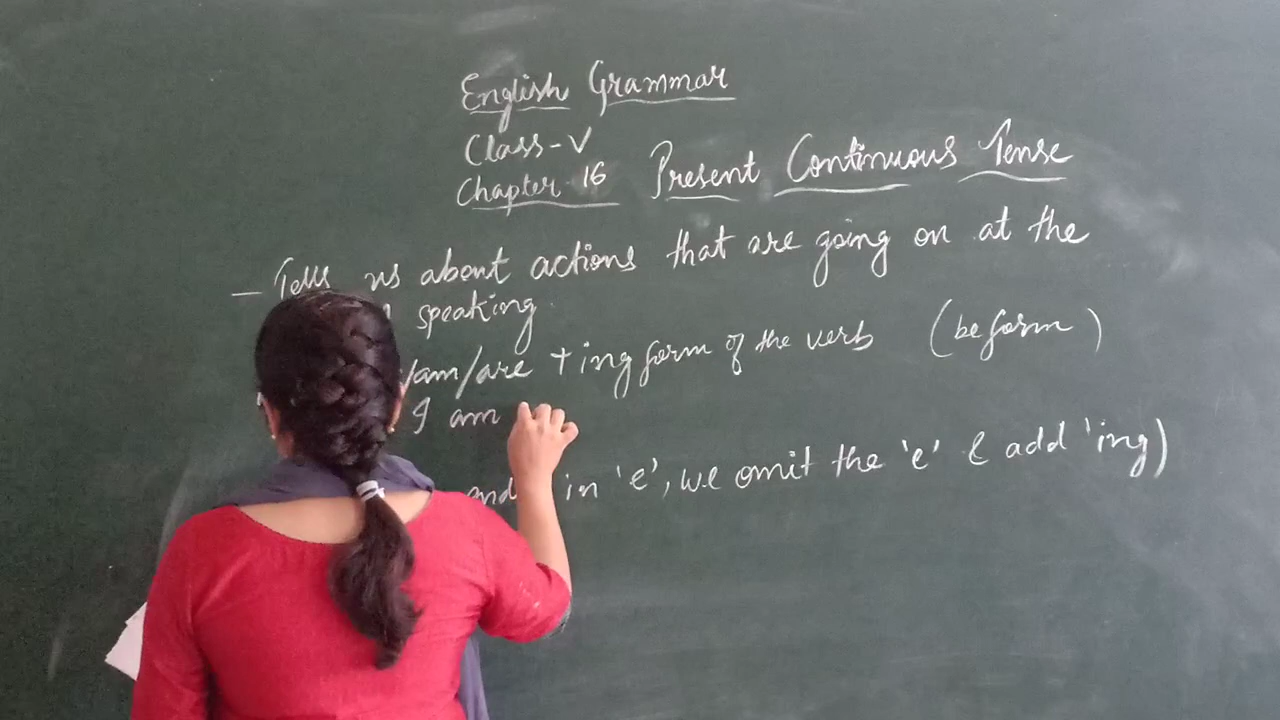 English Grammar
Class-V
Chapter 16 Present Continuous Tense
- Tells us about actions that are going on at the
speaking.
/am/are + ing form of the verb (be form)
I am
in 'e', we omit the 'e' & add 'ing)